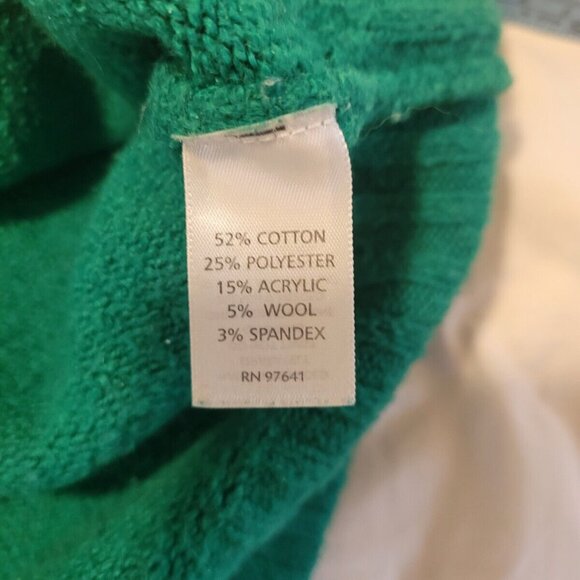 52% COTTON
25% POLYESTER
15% ACRYLIC
5% WOOL
3% SPANDEX
RN 97641